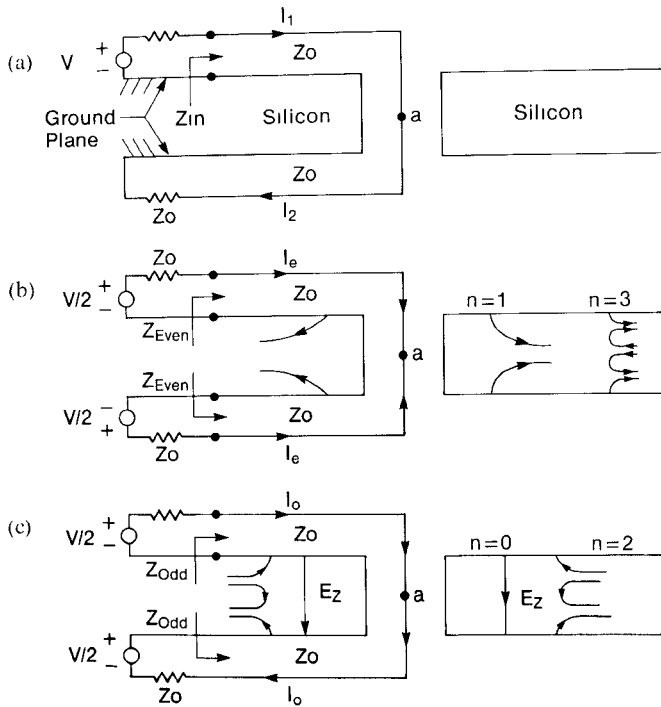 (a)
V
+
-
I1
Zo
Ground
Plane
Zin
Silicon
a
Silicon
Zo
Zo
I2
(b)
Zo
V/2
+
-
Ie
Zo
ZEven
ZEven
a
n=1
n=3
V/2
-
+
Zo
Zo
Ie
(c)
V/2
+
-
Io
Zo
ZOdd
ZOdd
EZ
a
n=0
n=2
EZ
V/2
+
-
Zo
Zo
Io